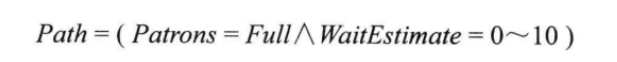 Path = ( Patrons = Full ∧ WaitEstimate = 0～10 )